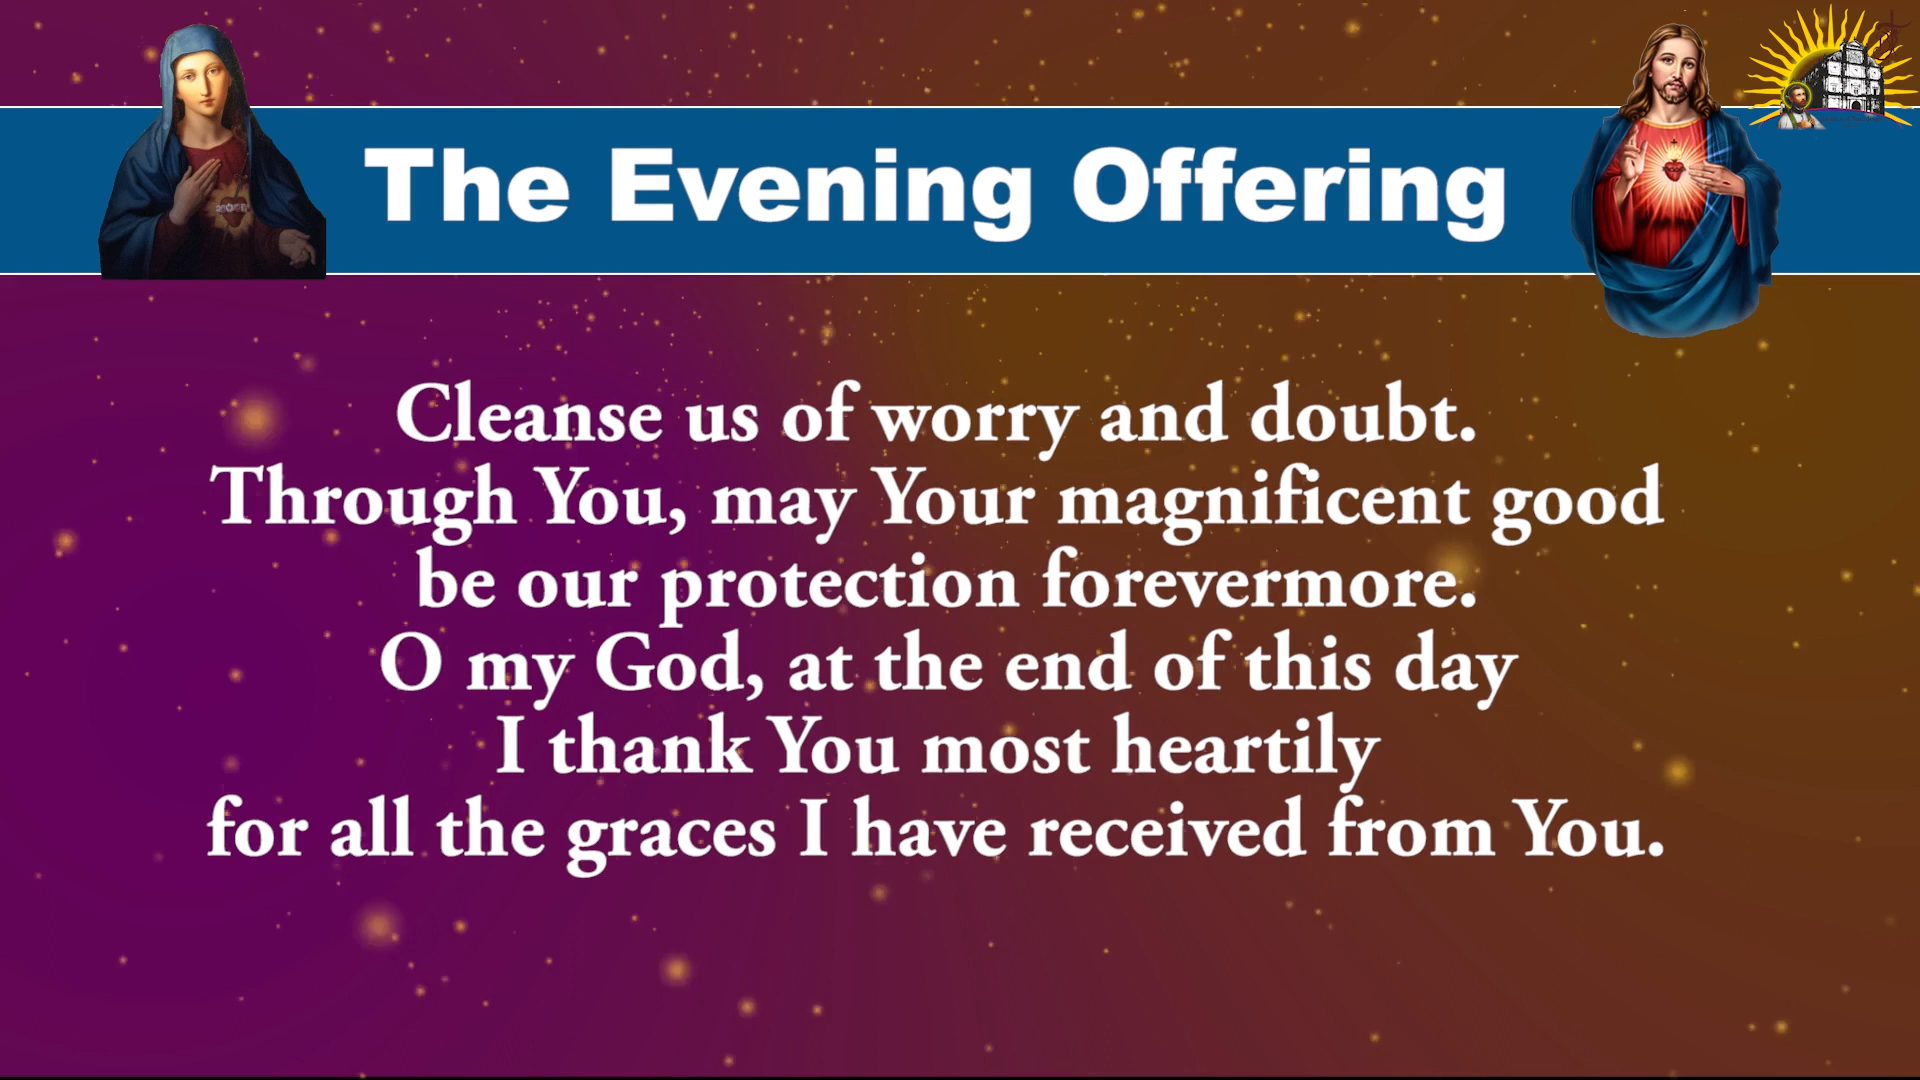 The Evening Offering
Cleanse us of worry and doubt.
Through You, may Your magnificent good
be our protection forevermore.
O my God, at the end of this day
I thank You most heartily
for all the graces I have received from You.